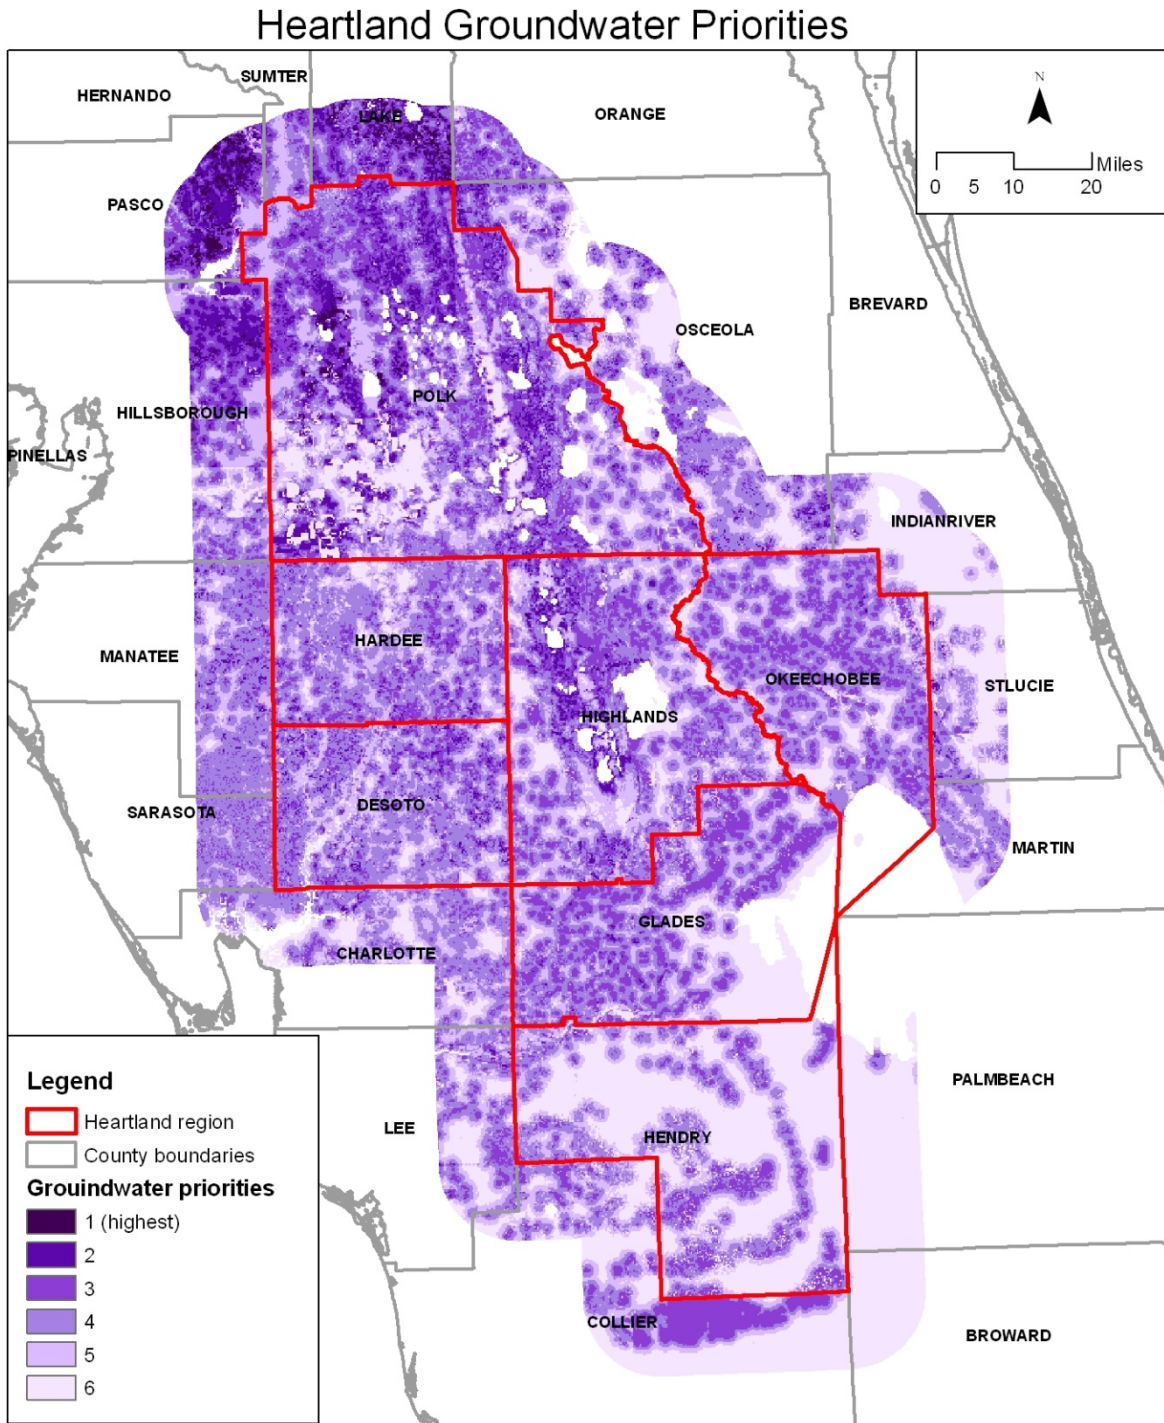 Heartland Groundwater Priorities
SUMTER
HERNANDO
LAKE
ORANGE
N
Miles
0 5 10 20
PASCO
BREVARD
OSCEOLA
POLK
HILLSBOROUGH
PINELLAS
INDIANRIVER
HARDEE
MANATEE
OKEECHOBEE
STLUCIE
HIGHLANDS
DESOTO
SARASOTA
MARTIN
GLADES
CHARLOTTE
PALMBEACH
LEE
HENDRY
COLLIER
BROWARD
Legend
Heartland region
County boundaries
Grouindwater priorities
1 (highest)
2
3
4
5
6